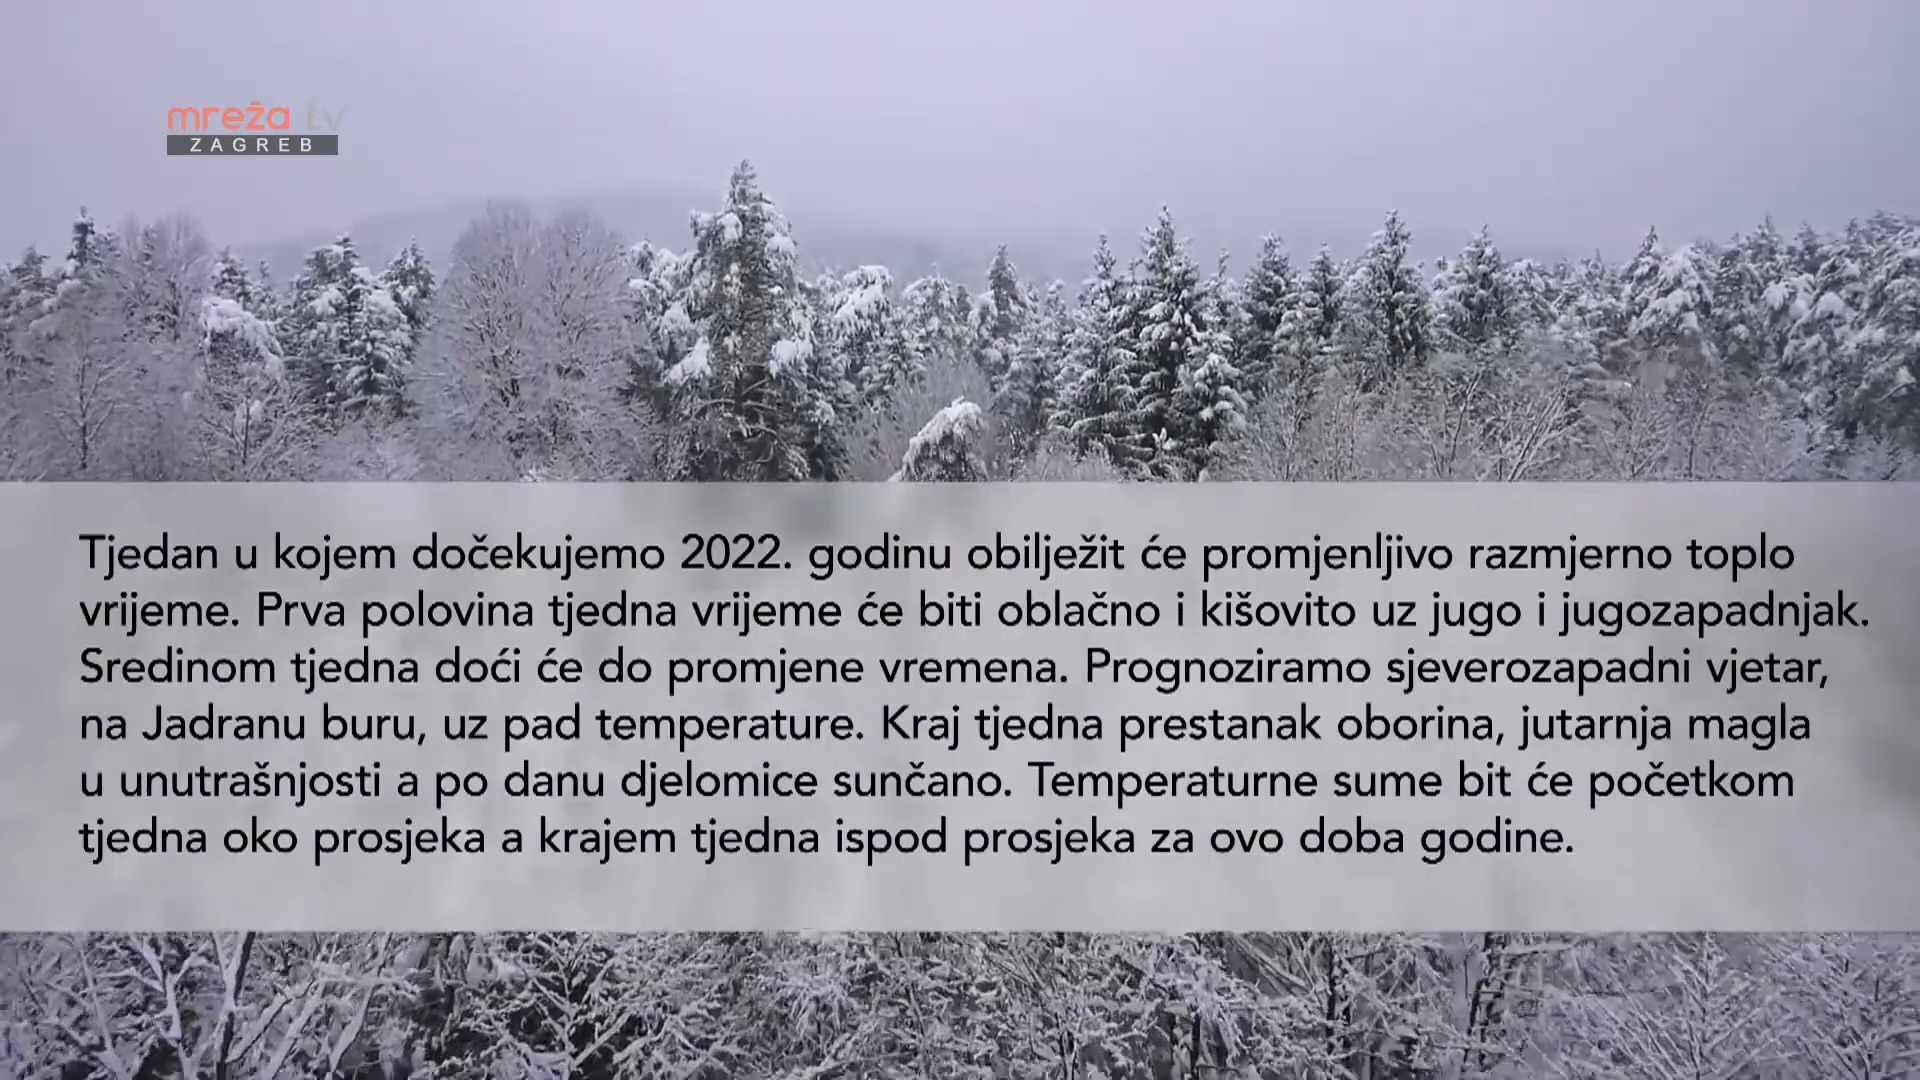 mreža tv
ZAGREB
Tjedan u kojem dočekujemo 2022. godinu obilježit će promjenljivo razmjerno toplo
vrijeme. Prva polovina tjedna vrijeme će biti oblačno i kišovito uz jugo i jugozapadnjak.
Sredinom tjedna doći će do promjene vremena. Prognoziramo sjeverozapadni vjetar,
na Jadranu buru, uz pad temperature. Kraj tjedna prestanak oborina, jutarnja magla
u unutrašnjosti a po danu djelomice sunčano. Temperaturne sume bit će početkom
tjedna oko prosjeka a krajem tjedna ispod prosjeka za ovo doba godine.